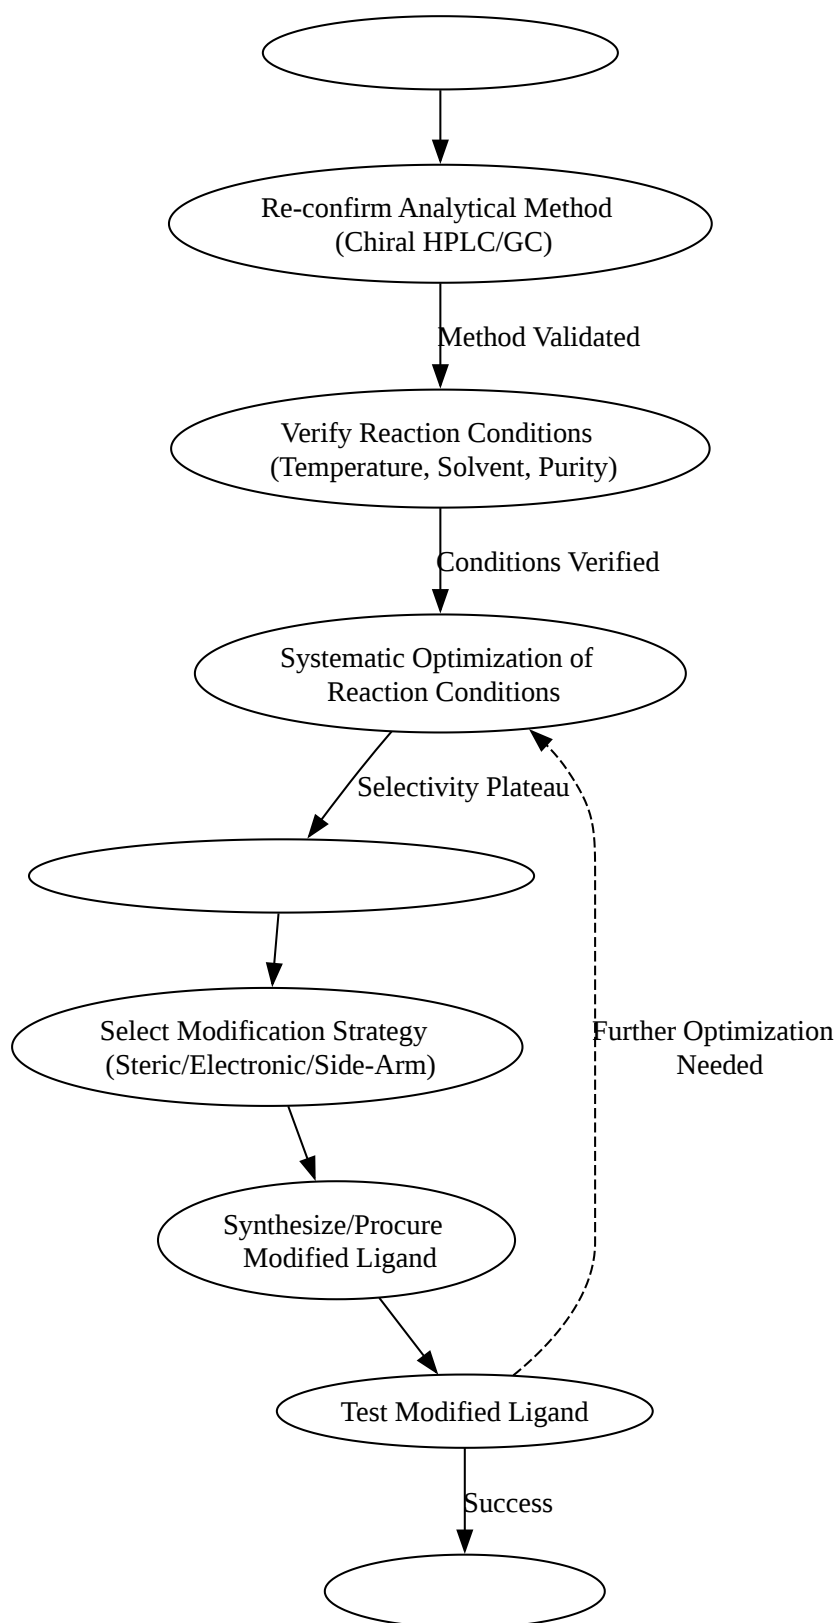 Re-confirm Analytical Method
(Chiral HPLC/GC)
Method Validated
Verify Reaction Conditions
(Temperature, Solvent, Purity)
Conditions Verified
Systematic Optimization of
Reaction Conditions
Selectivity Plateau
Select Modification Strategy
(Steric/Electronic/Side-Arm)
Further Optimization
Needed
Synthesize/Procure
Modified Ligand
Test Modified Ligand
Success